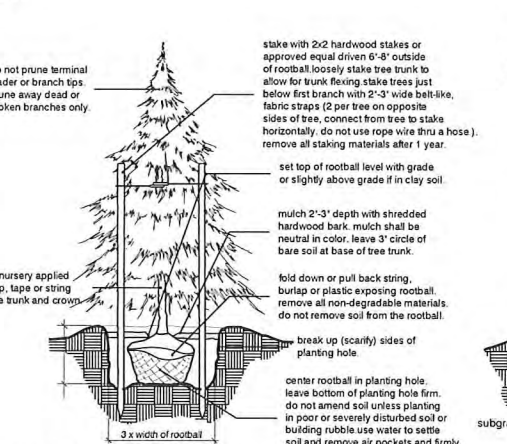 not prune terminal
or branch tips.
away dead or
branches only.
stake with 2x2 hardwood stakes or
approved equal driven 6'-8' outside
of rootball.loosely stake tree trunk to
allow for trunk flexing.stake trees just
below first branch with 2'-3' wide belt-like,
fabric straps (2 per tree on opposite
sides of tree, connect from tree to stake
horizontally. do not use rope wire thru a hose ).
remove all staking materials after 1 year.
set top of rootball level with grade
or slightly above grade if in clay soil
mulch 2'-3' depth with shredded
hardwood bark. mulch shall be
neutral in color. leave 3' circle of
bare soil at base of tree trunk.
nursery applied
tape or string
trunk and crown
fold down or pull back string,
burlap or plastic exposing rootball.
remove all non-degradable materials.
do not remove soil from the rootball.
break up (scarify) sides of
planting hole.
center rootball in planting hole.
leave bottom of planting hole firm.
do not amend soil unless planting
in poor or severely disturbed soil or
building rubble.use water to settle
soil and remove air pockets and firmly
3 x width of rootball